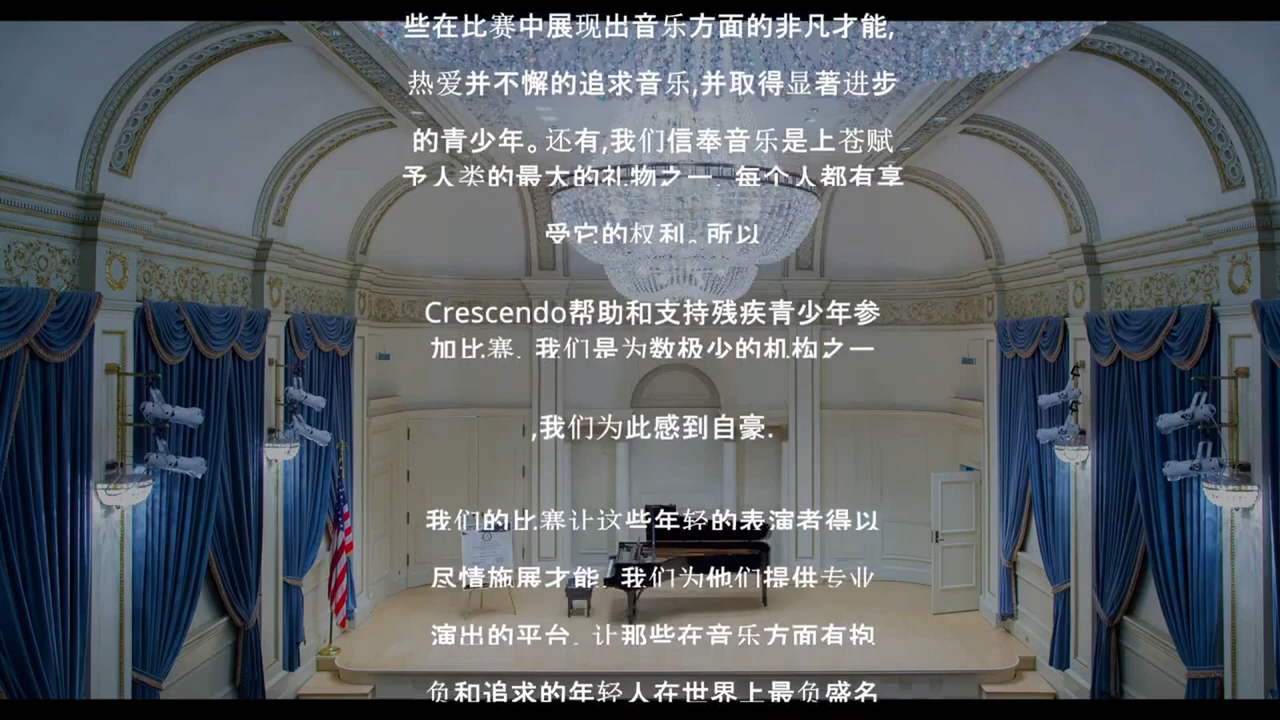 些在比赛中展现出音乐方面的非凡才能,
热爱并不懈的追求音乐,并取得显著进步
的青少年。还有,我们信奉音乐是上苍赋
予人类的最大的礼物之一, 每个人都有享
受它的权利。所以
Crescendo帮助和支持残疾青少年参
加比赛, 我们是为数极少的机构之一
,我们为此感到自豪.
我们的比赛让这些年轻的表演者得以
尽情施展才能, 我们为他们提供专业
演出的平台, 让那些在音乐方面有抱
负和追求的年轻人在世界上最负盛名